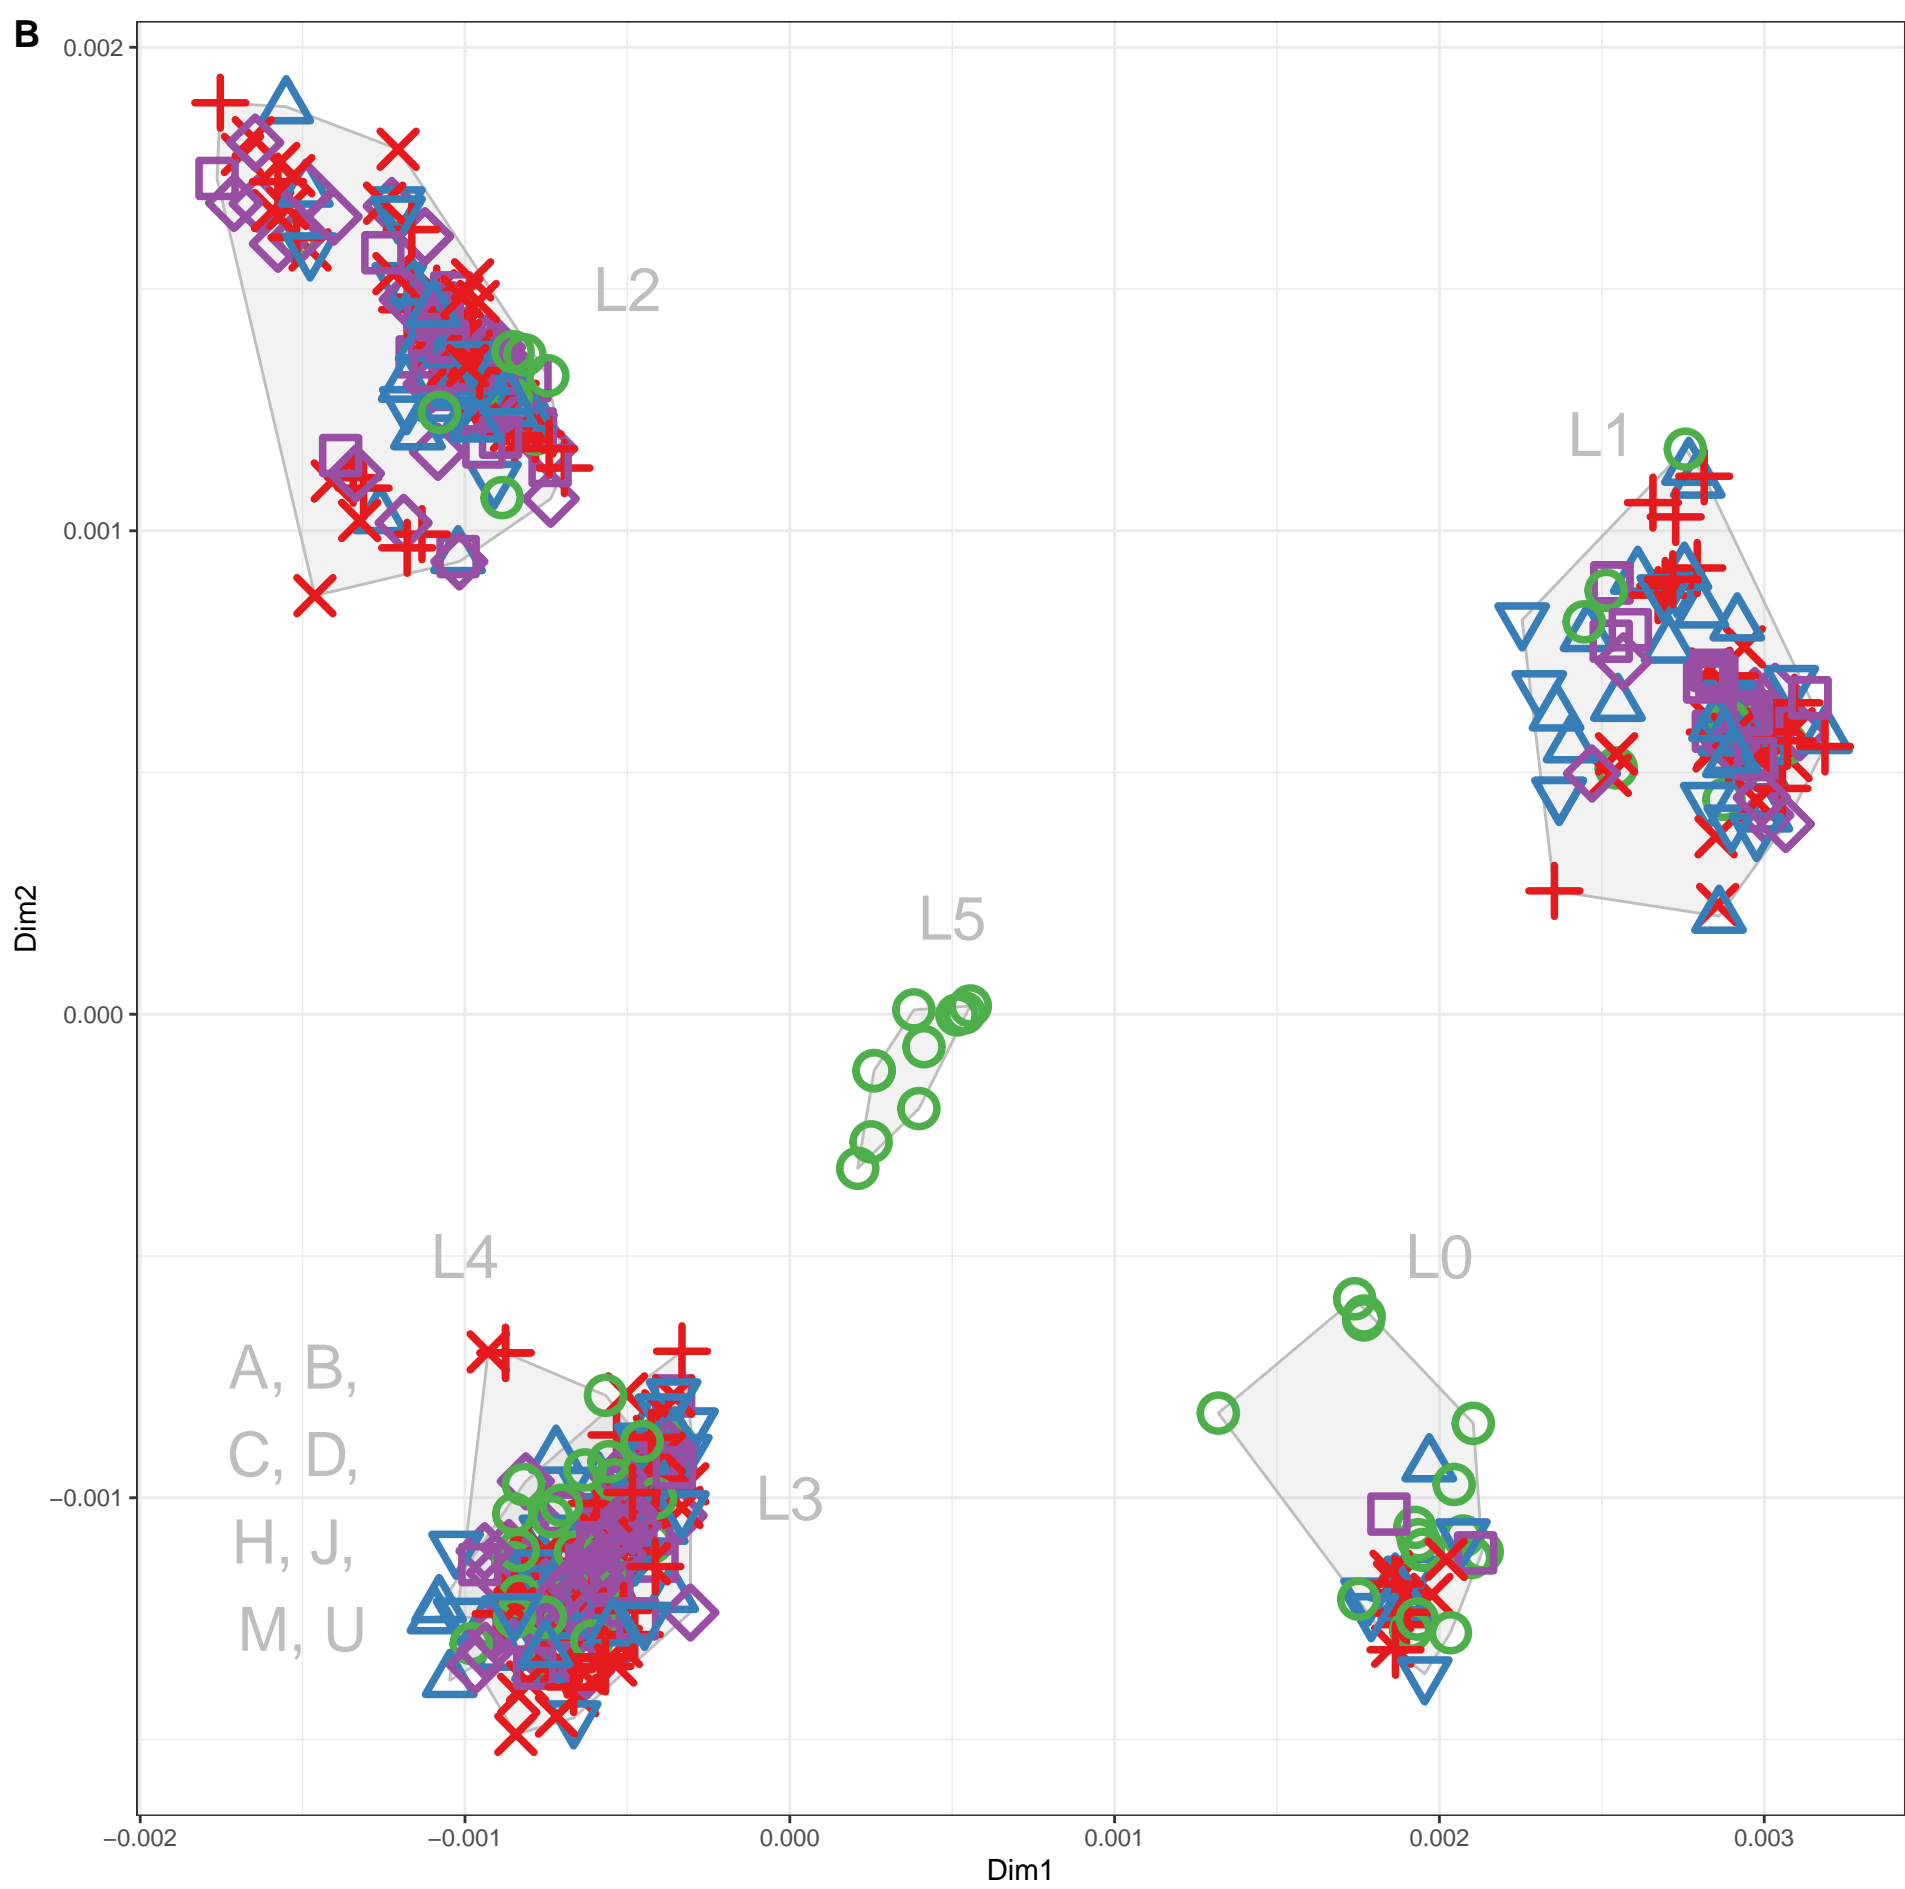 B
0.002
L2
L1
0.001
L5
0.000
Dim2
L4
L0
A, B,
C, D,
−0.001
L3
H, J,
M, U
−0.002
−0.001
0.000
0.001
0.002
0.003
Dim1